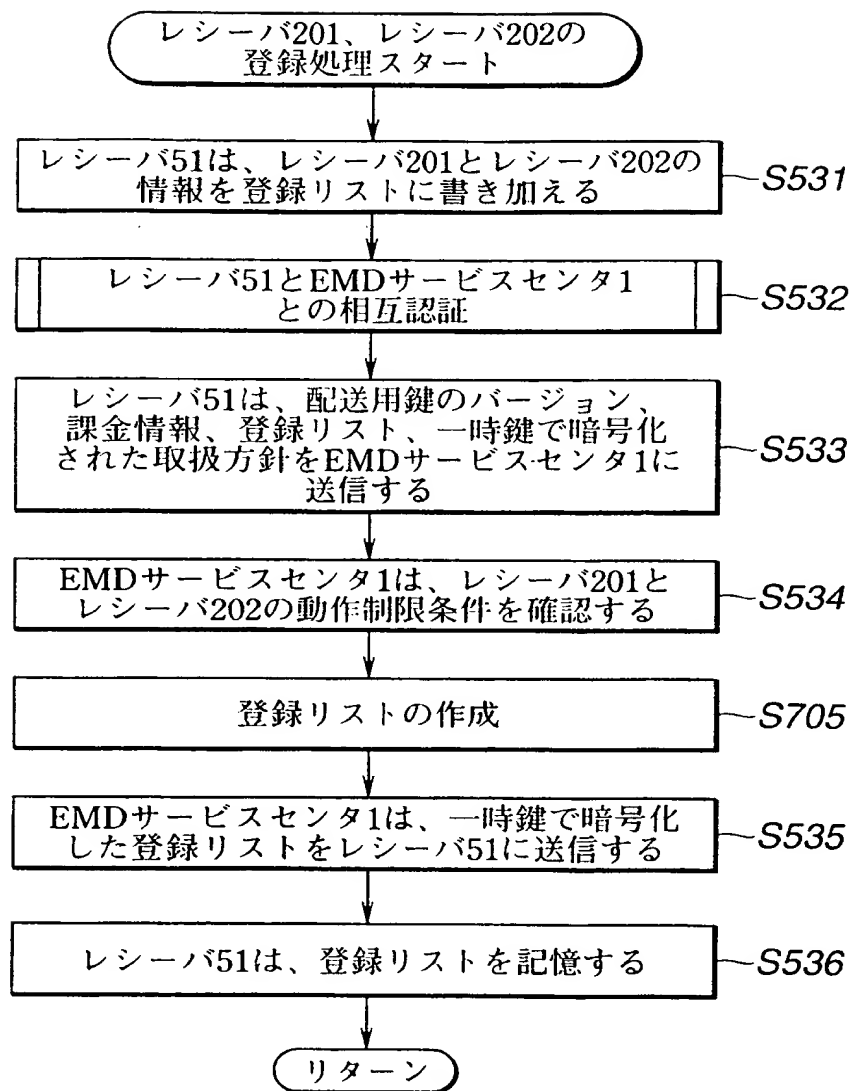 レシーバ201、レシーバ202の
登録処理スタート
レシーバ51は、レシーバ201とレシーバ202の
情報を登録リストに書き加える
S531
レシーバ51とEMDサービスセンタ1
との相互認証
S532
レシーバ51は、配送用鍵のバージョン、
課金情報、登録リスト、一時鍵で暗号化
された取扱方針をEMDサービスセンタ1に
送信する
S533
EMDサービスセンタ1は、レシーバ201と
レシーバ202の動作制限条件を確認する
S534
登録リストの作成
S705
EMDサービスセンタ1は、一時鍵で暗号化
した登録リストをレシーバ51に送信する
S535
レシーバ51は、登録リストを記憶する
S536
リターン